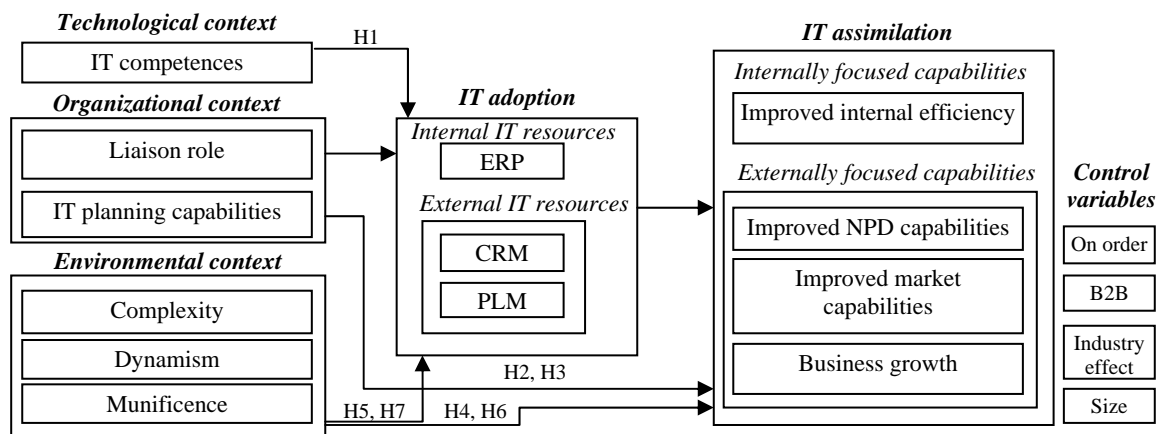 Technological context
IT competences
H1
Organizational context
Liaison role
IT planning capabilities
Environmental context
Complexity
Dynamism
Munificence
IT adoption
Internal IT resources
ERP
External IT resources
CRM
PLM
H2, H3
H5, H7
H4, H6
IT assimilation
Internally focused capabilities
Improved internal efficiency
Externally focused capabilities
Improved NPD capabilities
Improved market
capabilities
Business growth
Control
variables
On order
B2B
Industry
effect
Size